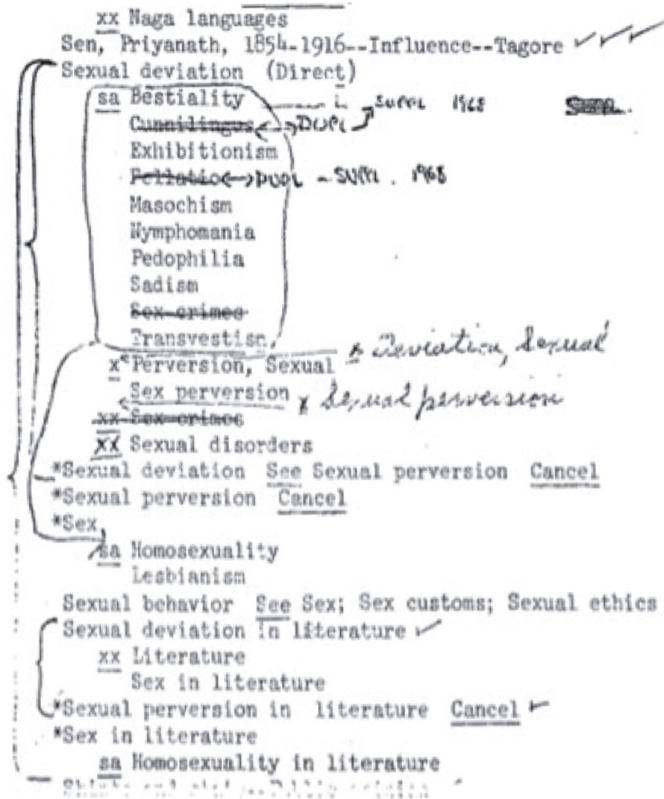 xx Naga languages
Sen, Priyanath, 1854-1916--Influence--Tagore
Sexual deviation (Direct)
sa Bestiality SUPPL 1968
Cunnilingus DUPL
Exhibitionism
Fellatio DUPL - SUPPL. 1968
Masochism
Nymphomania
Pedophilia
Sadism
Sex crimes
Transvestism
x Perversion, Sexual x Deviation, Sexual
Sex perversion x Sexual perversion
xx Sex crimes
xx Sexual disorders
*Sexual deviation See Sexual perversion Cancel
*Sexual perversion Cancel
*Sex,
sa Homosexuality
Lesbianism
Sexual behavior See Sex; Sex customs; Sexual ethics
Sexual deviation in literature
xx Literature
Sex in literature
*Sexual perversion in literature Cancel
*Sex in literature
sa Homosexuality in literature